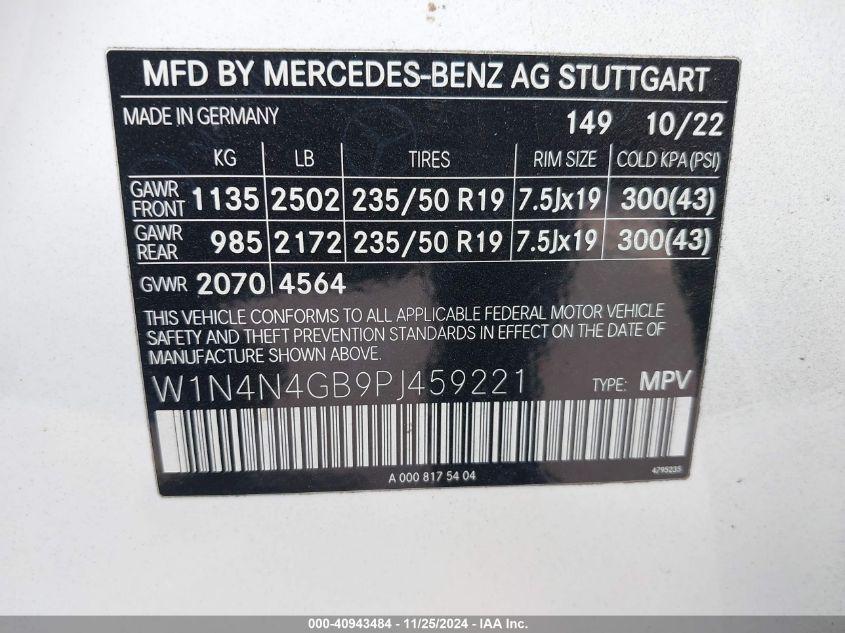 MFD BY MERCEDES-BENZ AG STUTTGART
MADE IN GERMANY 149 10/22
KG LB TIRES RIM SIZE COLD KPA (PSI)
GAWR FRONT 1135 2502 235/50 R19 7.5Jx19 300(43)
GAWR REAR 985 2172 235/50 R19 7.5Jx19 300(43)
GVWR 2070 4564
THIS VEHICLE CONFORMS TO ALL APPLICABLE FEDERAL MOTOR VEHICLE
SAFETY AND THEFT PREVENTION STANDARDS IN EFFECT ON THE DATE OF
MANUFACTURE SHOWN ABOVE.
W1N4N4GB9PJ459221 TYPE: MPV
A 000 817 54 04 4795235
000-40943484 - 11/25/2024 - IAA Inc.